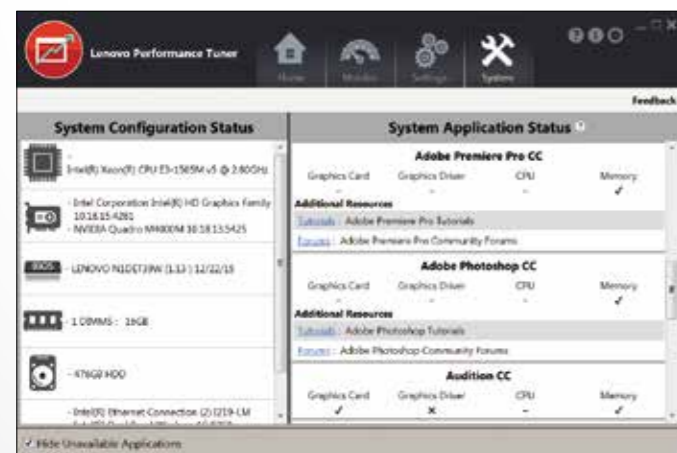 Lenovo Performance Tuner
Home
Monitor
Settings
System
Feedback
System Configuration Status
Intel(R) Xeon(R) CPU E3-1505M v5 @ 2.80GHz
- Intel Corporation Intel(R) HD Graphics Family
10.18.15.4281
- NVIDIA Quadro M4000M 10.18.13.5425
BIOS
- LENOVO N1DET39W (1.13 ) 12/22/15
- 1 DIMMS : 16GB
- 476GB HDD
- Intel(R) Ethernet Connection (2) I219-LM
System Application Status ?
Adobe Premiere Pro CC
Graphics Card Graphics Driver CPU Memory
- - - ✓
Additional Resources
Tutorials : Adobe Premiere Pro Tutorials
Forums : Adobe Premiere Pro Community Forums
Adobe Photoshop CC
Graphics Card Graphics Driver CPU Memory
- - - ✓
Additional Resources
Tutorials : Adobe Photoshop Tutorials
Forums : Adobe Photoshop Community Forums
Audition CC
Graphics Card Graphics Driver CPU Memory
✓ × - ✓
Hide Unavailable Applications